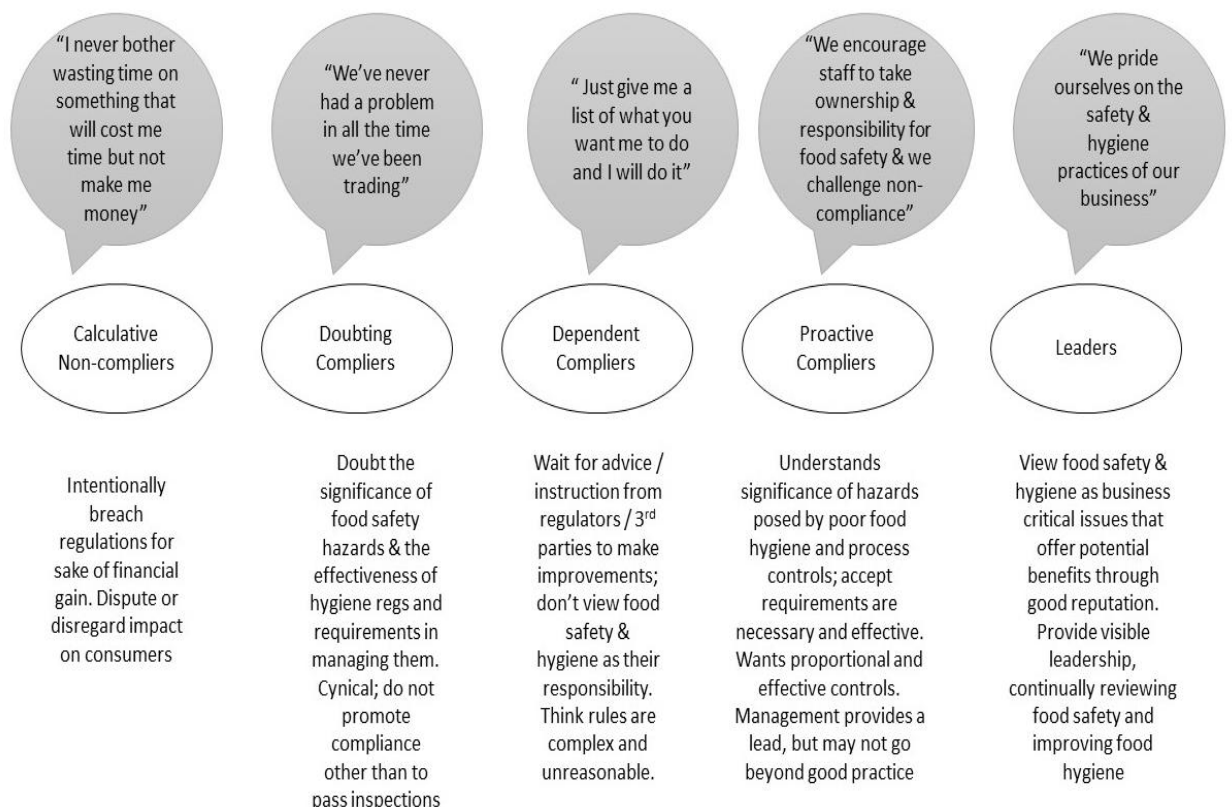 “I never bother
wasting time on
something that
will cost me
time but not
make me
money”
“We’ve never
had a problem
in all the time
we’ve been
trading”
“ Just give me a
list of what you
want me to do
and I will do it”
“We encourage
staff to take
ownership &
responsibility for
food safety & we
challenge non-
compliance”
“We pride
ourselves on the
safety &
hygiene
practices of our
business”
Calculative
Non-compliers
Doubting
Compliers
Dependent
Compliers
Proactive
Compliers
Leaders
Intentionally
breach
regulations for
sake of financial
gain. Dispute or
disregard impact
on consumers
Doubt the
significance of
food safety
hazards & the
effectiveness of
hygiene regs and
requirements in
managing them.
Cynical; do not
promote
compliance
other than to
pass inspections
Wait for advice /
instruction from
regulators / 3rd
parties to make
improvements;
don’t view food
safety &
hygiene as their
responsibility.
Think rules are
complex and
unreasonable.
Understands
significance of hazards
posed by poor food
hygiene and process
controls; accept
requirements are
necessary and effective.
Wants proportional and
effective controls.
Management provides a
lead, but may not go
beyond good practice
View food safety &
hygiene as business
critical issues that
offer potential
benefits through
good reputation.
Provide visible
leadership,
continually reviewing
food safety and
improving food
hygiene